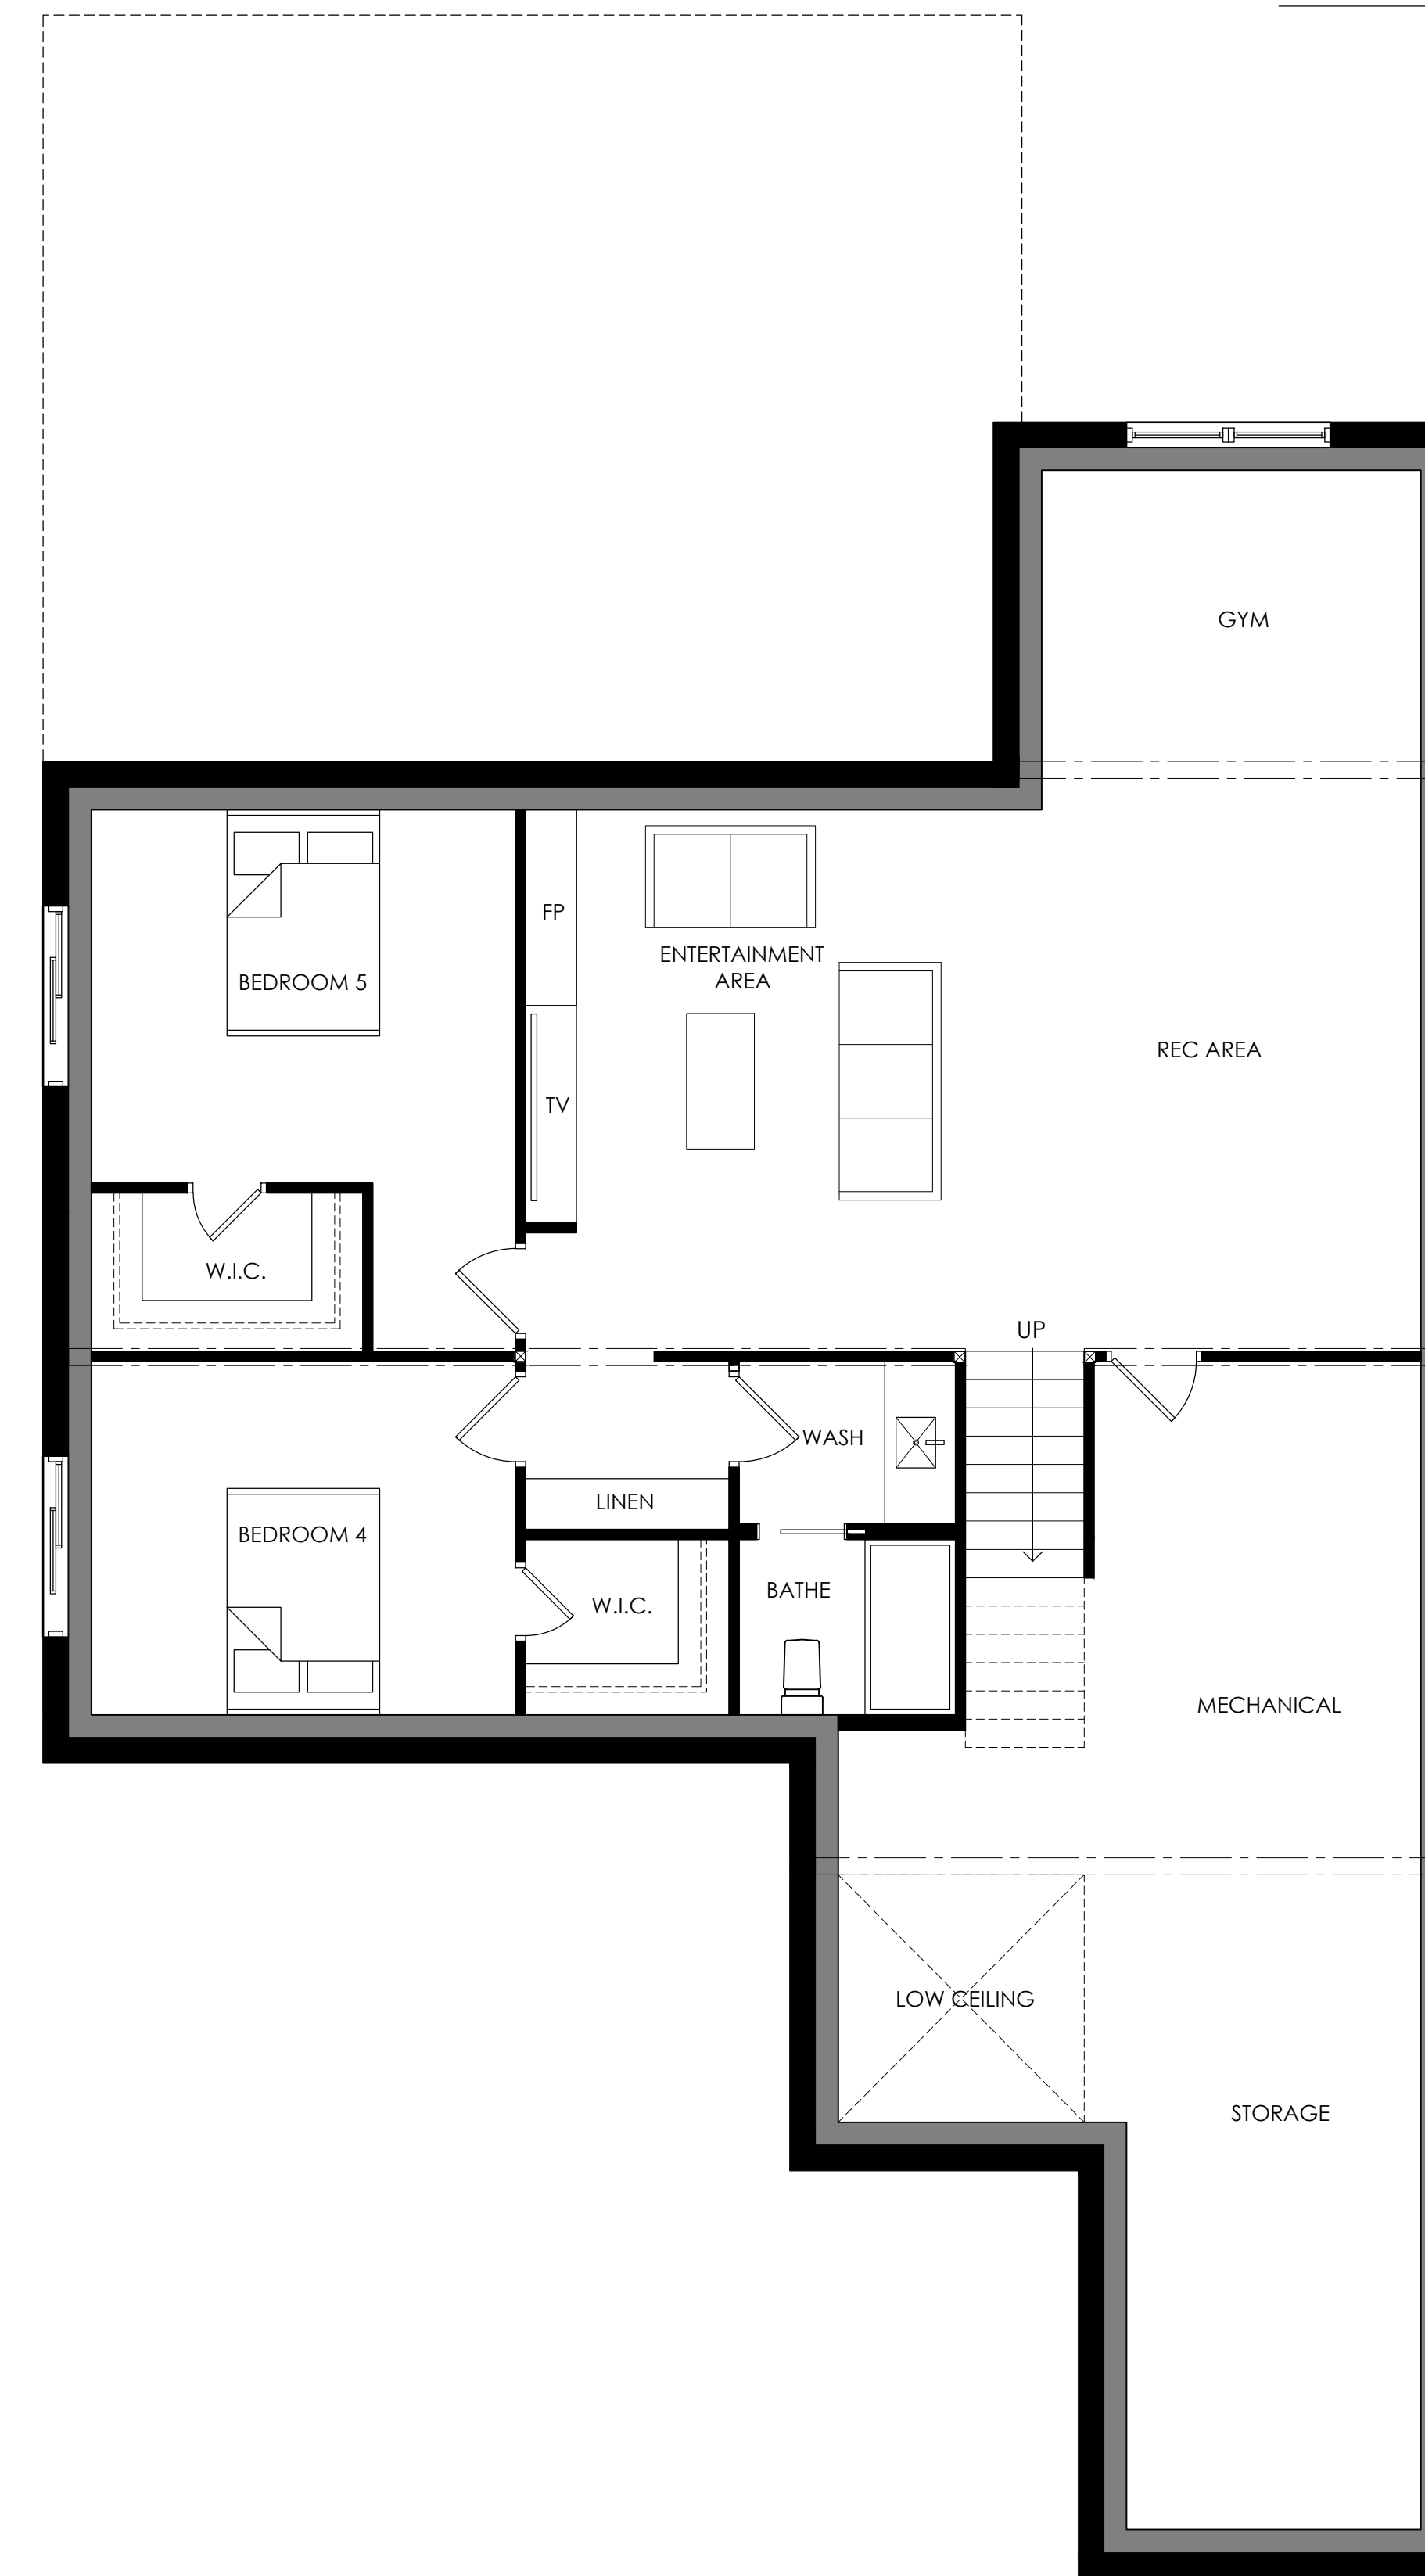 GYM
FP
ENTERTAINMENT
AREA
BEDROOM 5
REC AREA
TV
W.I.C.
UP
WASH
LINEN
BEDROOM 4
BATHE
W.I.C.
MECHANICAL
LOW CEILING
STORAGE